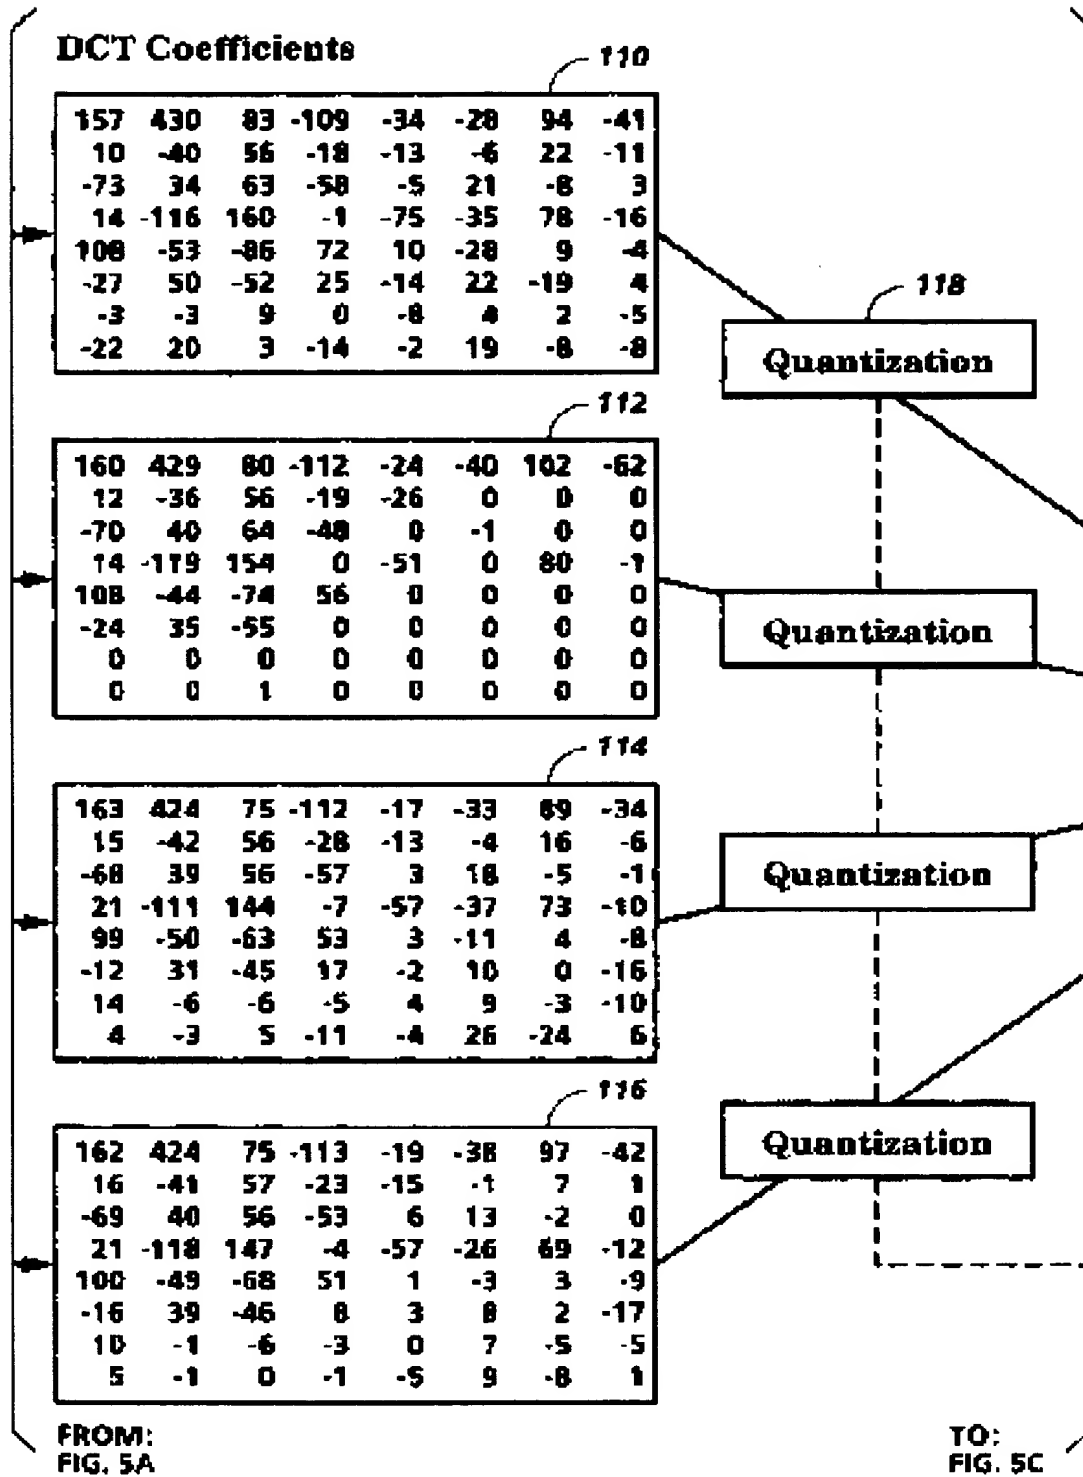 DCT Coefficients
110
157 430 83 -109 -34 -28 94 -41
10 -40 56 -18 -13 -6 22 -11
-73 34 63 -58 -5 21 -8 3
14 -116 160 -1 -75 -35 78 -16
108 -53 -86 72 10 -28 9 -4
-27 50 -52 25 -14 22 -19 4
-3 -3 9 0 -8 4 2 -5
-22 20 3 -14 -2 19 -8 -8
118
Quantization
112
160 429 80 -112 -24 -40 102 -62
12 -36 56 -19 -26 0 0 0
-70 40 64 -48 0 -1 0 0
14 -119 154 0 -51 0 80 -1
108 -44 -74 56 0 0 0 0
-24 35 -55 0 0 0 0 0
0 0 0 0 0 0 0 0
0 0 1 0 0 0 0 0
Quantization
114
163 424 75 -112 -17 -33 89 -34
15 -42 56 -28 -13 -4 16 -6
-68 39 56 -57 3 18 -5 -1
21 -111 144 -7 -57 -37 73 -10
99 -50 -63 53 3 -11 4 -8
-12 31 -45 17 -2 10 0 -16
14 -6 -6 -5 4 9 -3 -10
4 -3 5 -11 -4 26 -24 6
Quantization
116
162 424 75 -113 -19 -38 97 -42
16 -41 57 -23 -15 -1 7 1
-69 40 56 -53 6 13 -2 0
21 -118 147 -4 -57 -26 69 -12
100 -49 -68 51 1 -3 3 -9
-16 39 -46 8 3 8 2 -17
10 -1 -6 -3 0 7 -5 -5
5 -1 0 -1 -5 9 -8 1
Quantization
FROM:
FIG. 5A
TO:
FIG. 5C